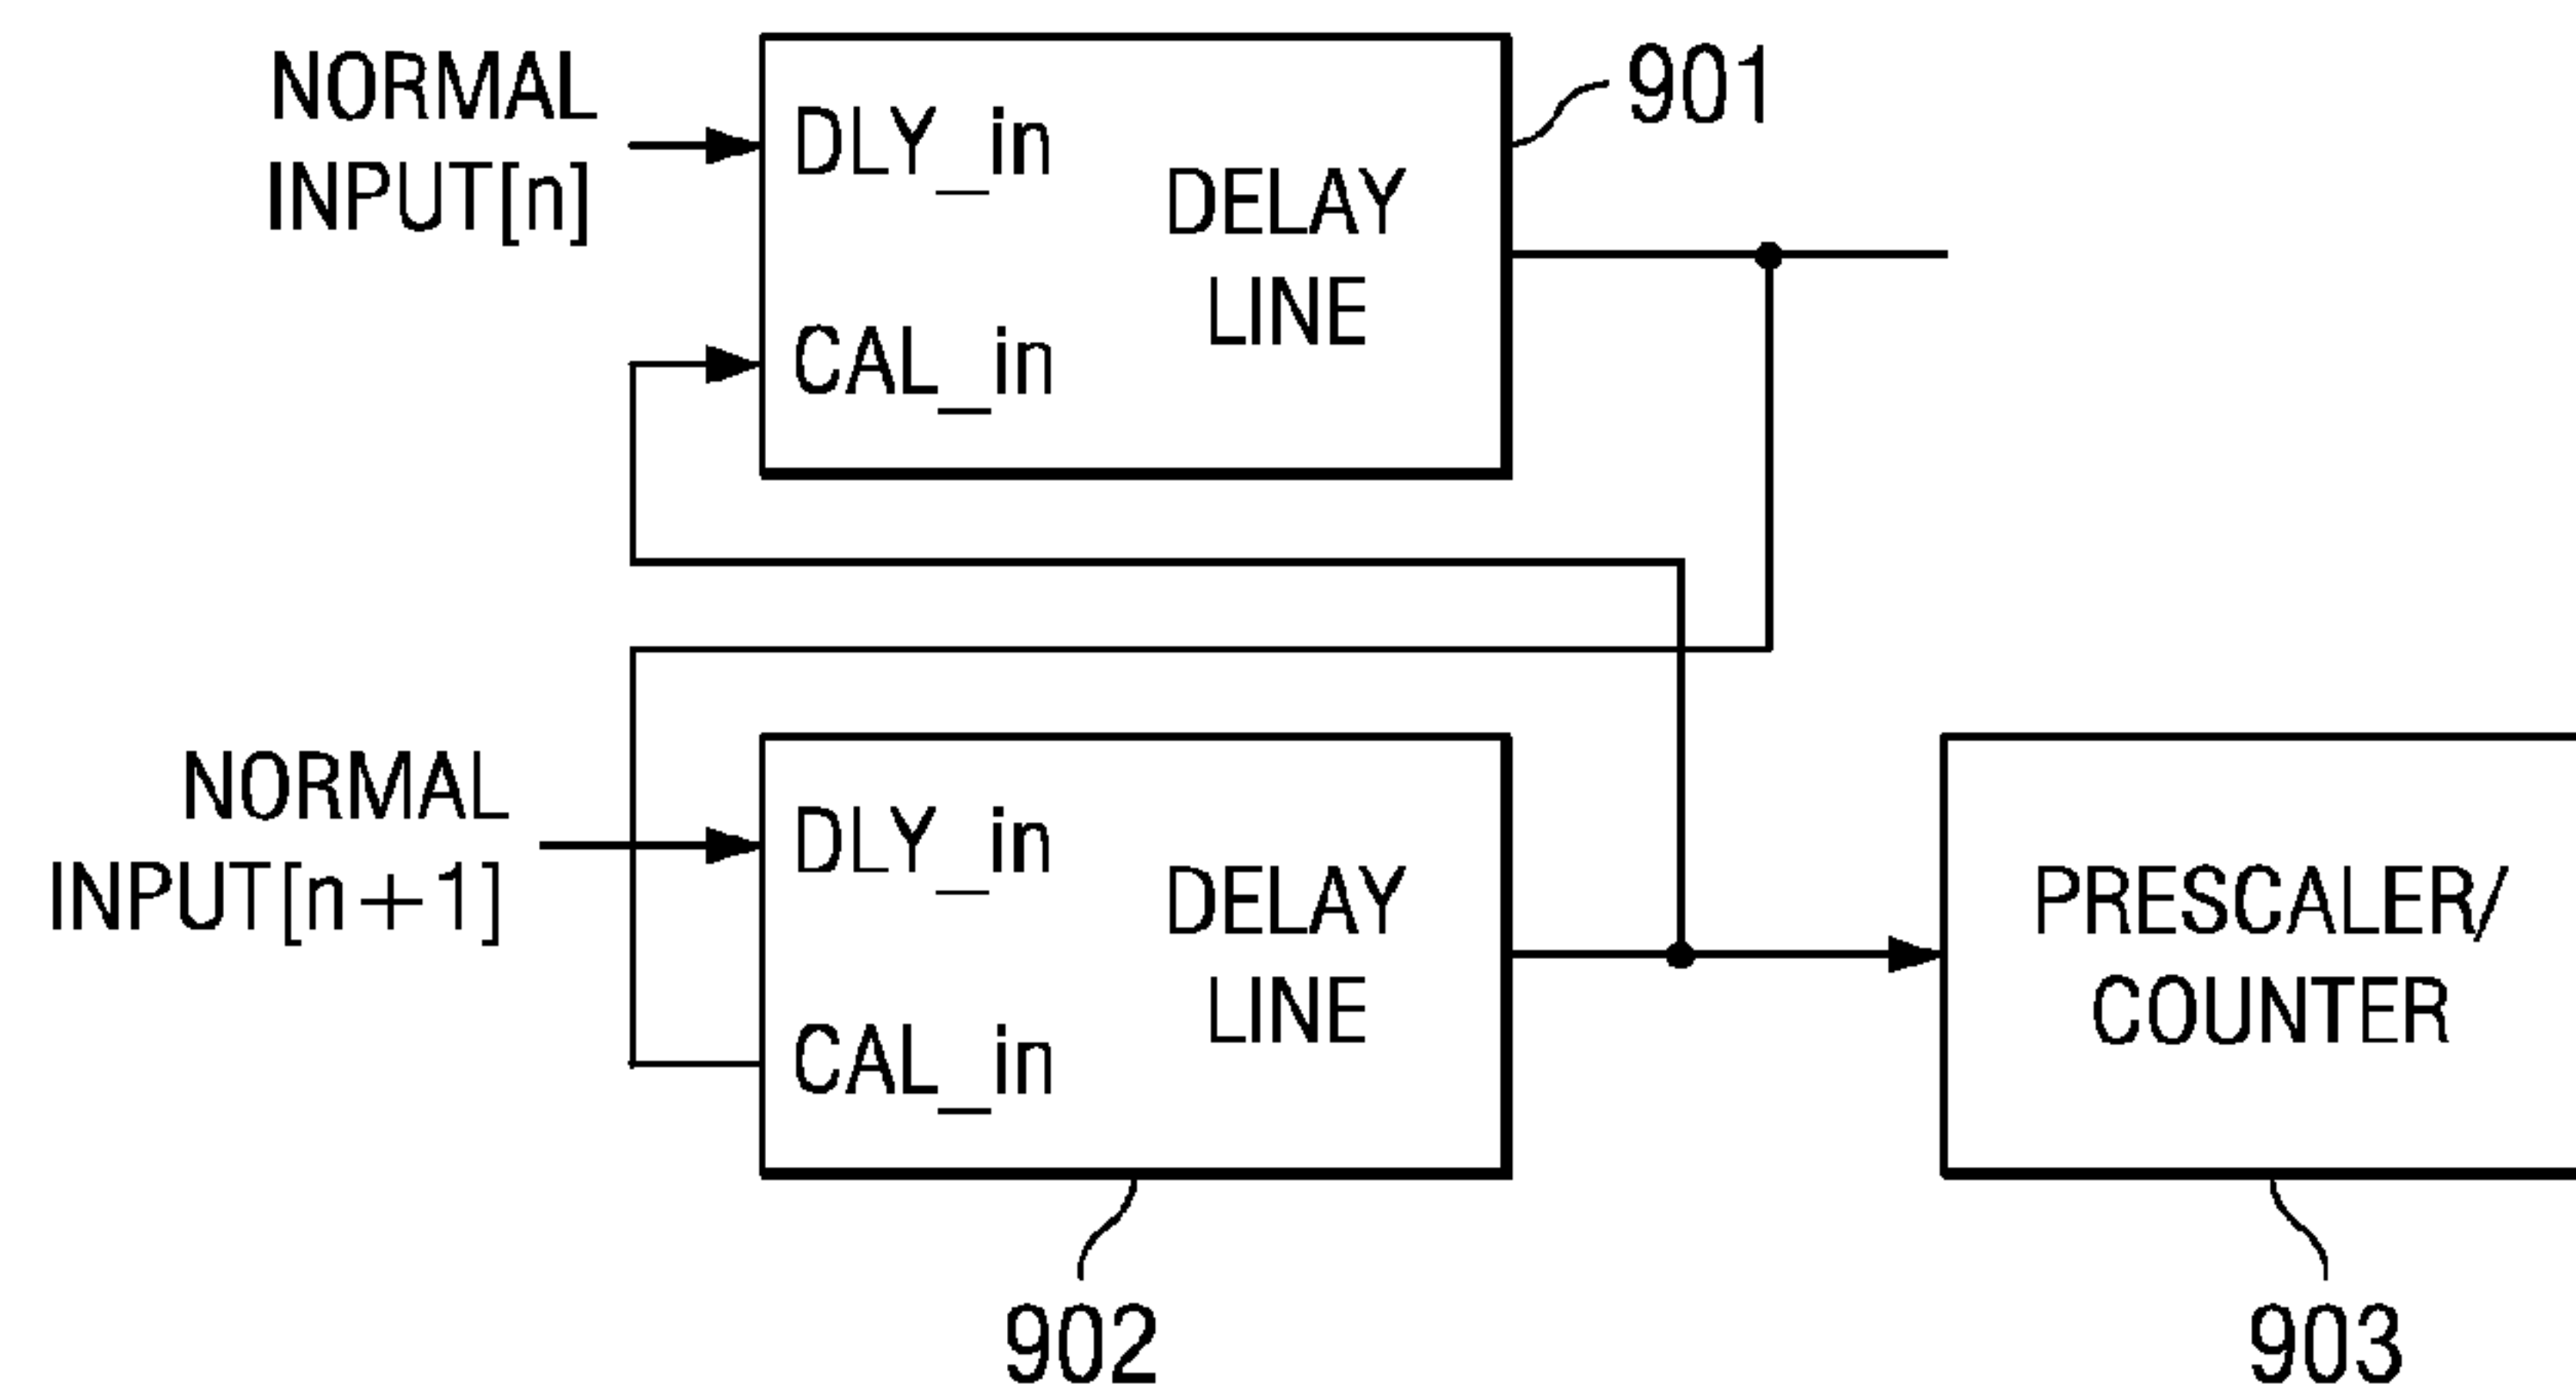 NORMAL
INPUT[n]
DLY_in
DELAY
LINE
CAL_in
901
NORMAL
INPUT[n+1]
DLY_in
DELAY
LINE
CAL_in
902
PRESCALER/
COUNTER
903